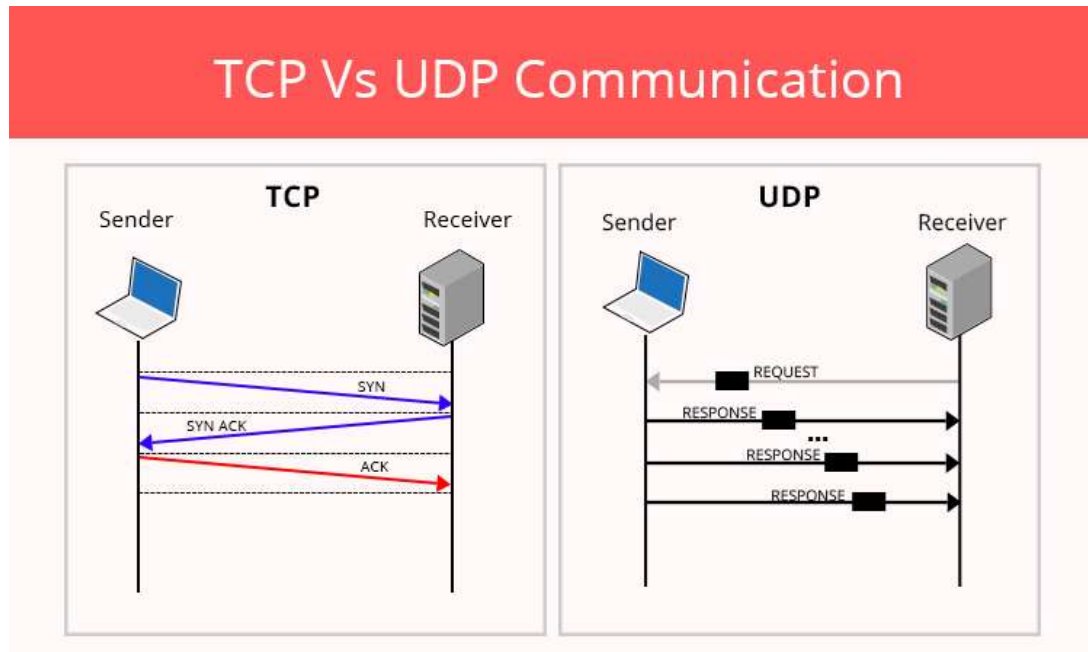 TCP Vs UDP Communication
TCP
Sender
Receiver
SYN
SYN ACK
ACK
UDP
Sender
Receiver
REQUEST
RESPONSE
...
RESPONSE
RESPONSE